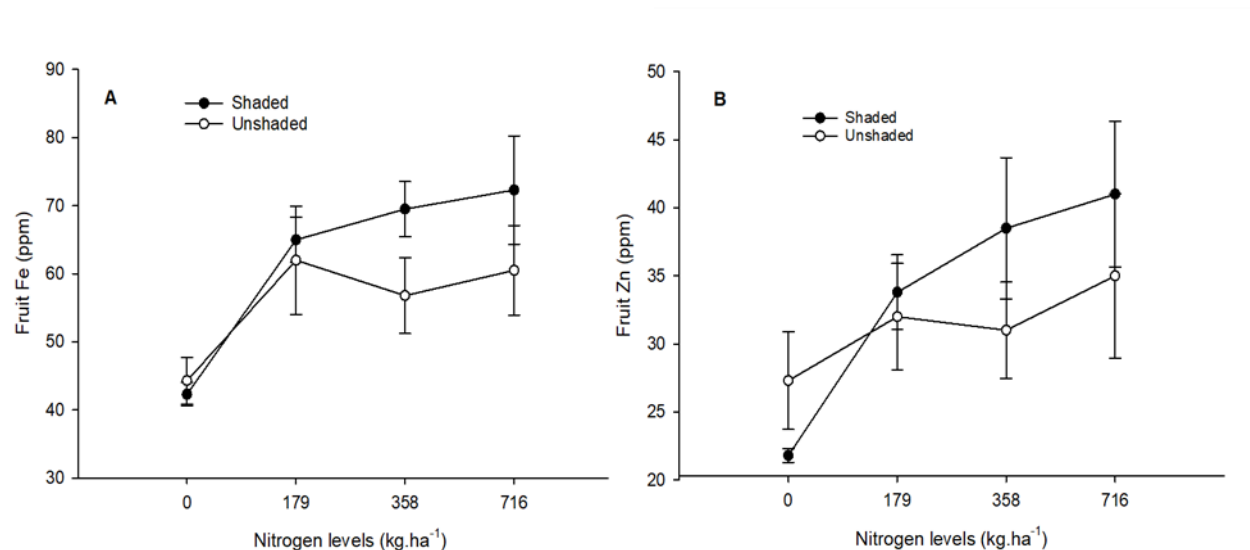 A
Shaded
Unshaded
90
80
70
60
50
40
30
Fruit Fe (ppm)
0 179 358 716
Nitrogen levels (kg.ha⁻¹)
B
Shaded
Unshaded
50
45
40
35
30
25
20
Fruit Zn (ppm)
0 179 358 716
Nitrogen levels (kg.ha⁻¹)